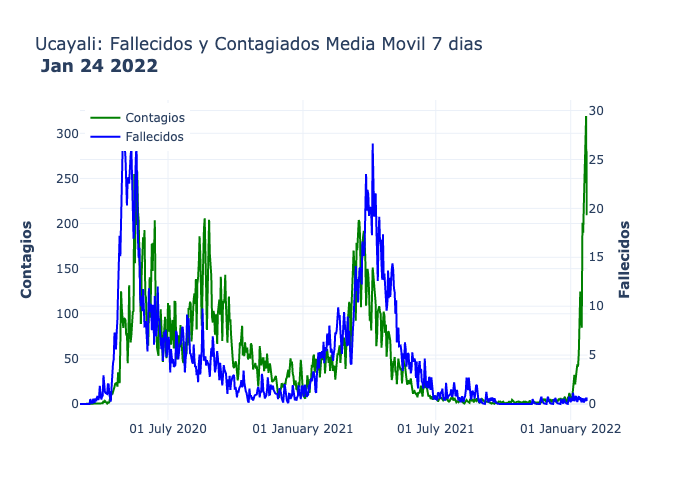 Ucayali: Fallecidos y Contagiados Media Movil 7 dias
Jan 24 2022
Contagios
Fallecidos
300
250
200
150
100
50
0
30
25
20
15
10
5
0
Contagios
Fallecidos
01 July 2020
01 January 2021
01 July 2021
01 January 2022